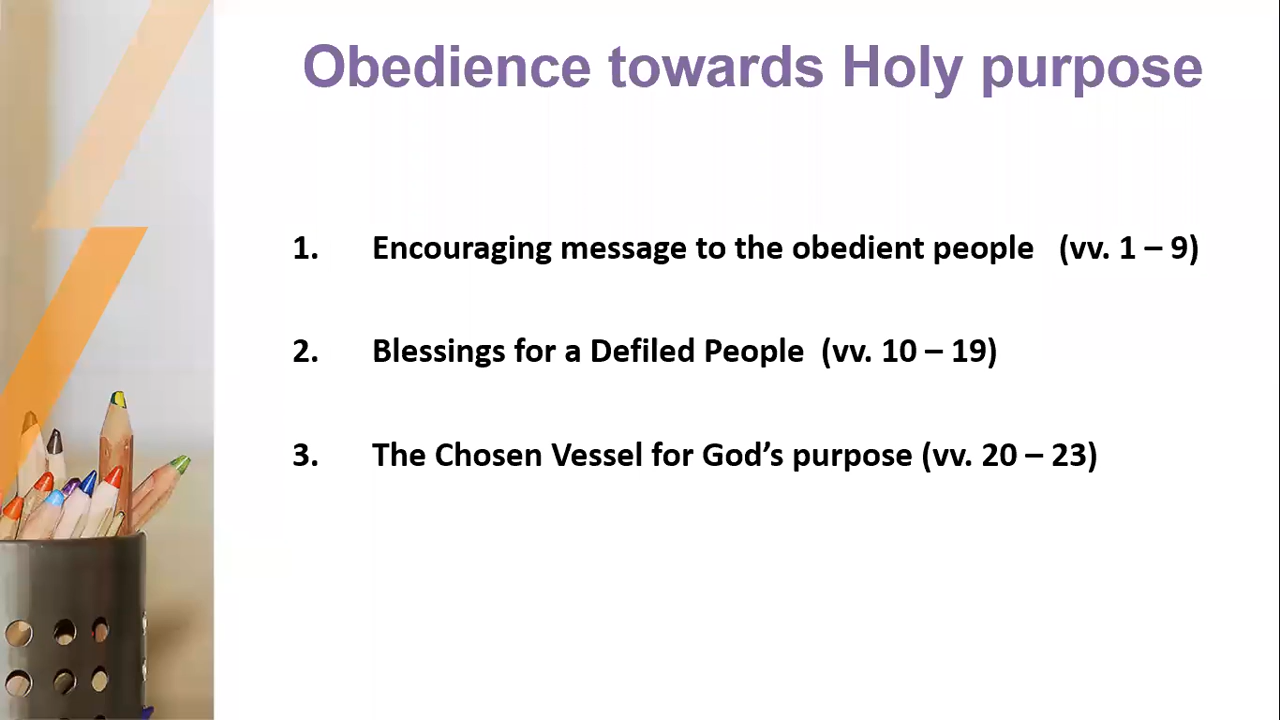 Obedience towards Holy purpose
1. Encouraging message to the obedient people (vv. 1 – 9)
2. Blessings for a Defiled People (vv. 10 – 19)
3. The Chosen Vessel for God’s purpose (vv. 20 – 23)